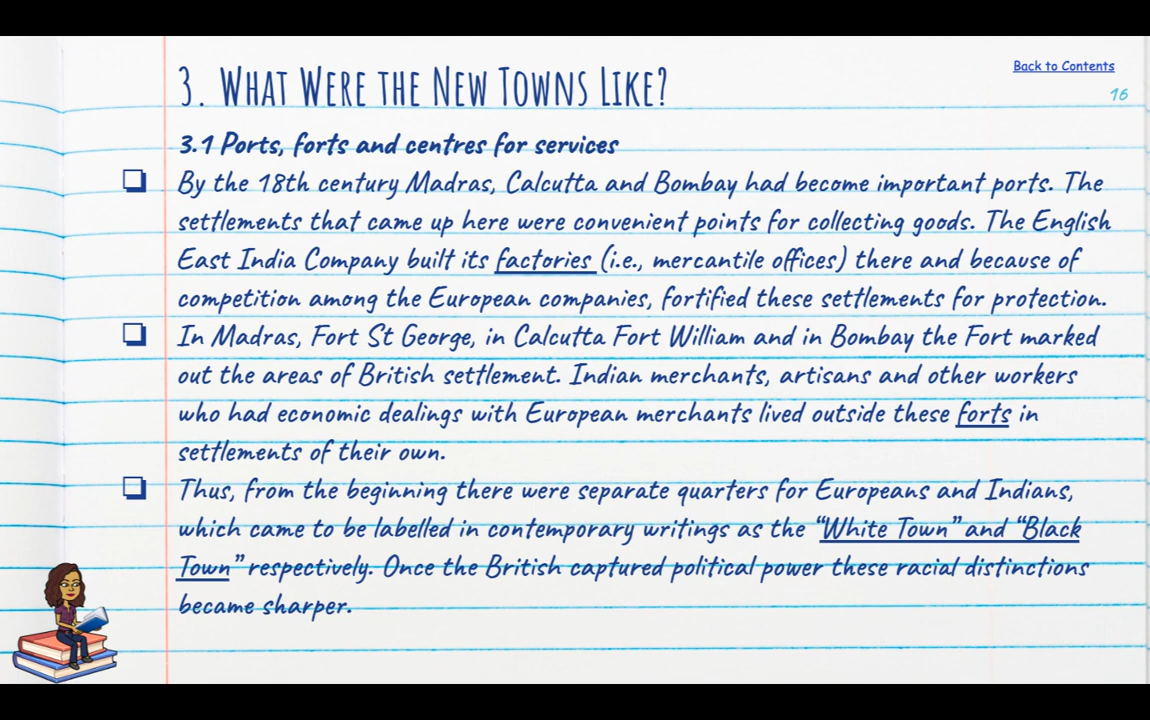 3. What Were the New Towns Like?
Back to Contents
16
3.1 Ports, forts and centres for services
❏ By the 18th century Madras, Calcutta and Bombay had become important ports. The
settlements that came up here were convenient points for collecting goods. The English
East India Company built its factories (i.e., mercantile offices) there and because of
competition among the European companies, fortified these settlements for protection.
❏ In Madras, Fort St George, in Calcutta Fort William and in Bombay the Fort marked
out the areas of British settlement. Indian merchants, artisans and other workers
who had economic dealings with European merchants lived outside these forts in
settlements of their own.
❏ Thus, from the beginning there were separate quarters for Europeans and Indians,
which came to be labelled in contemporary writings as the “White Town” and “Black
Town” respectively. Once the British captured political power these racial distinctions
became sharper.